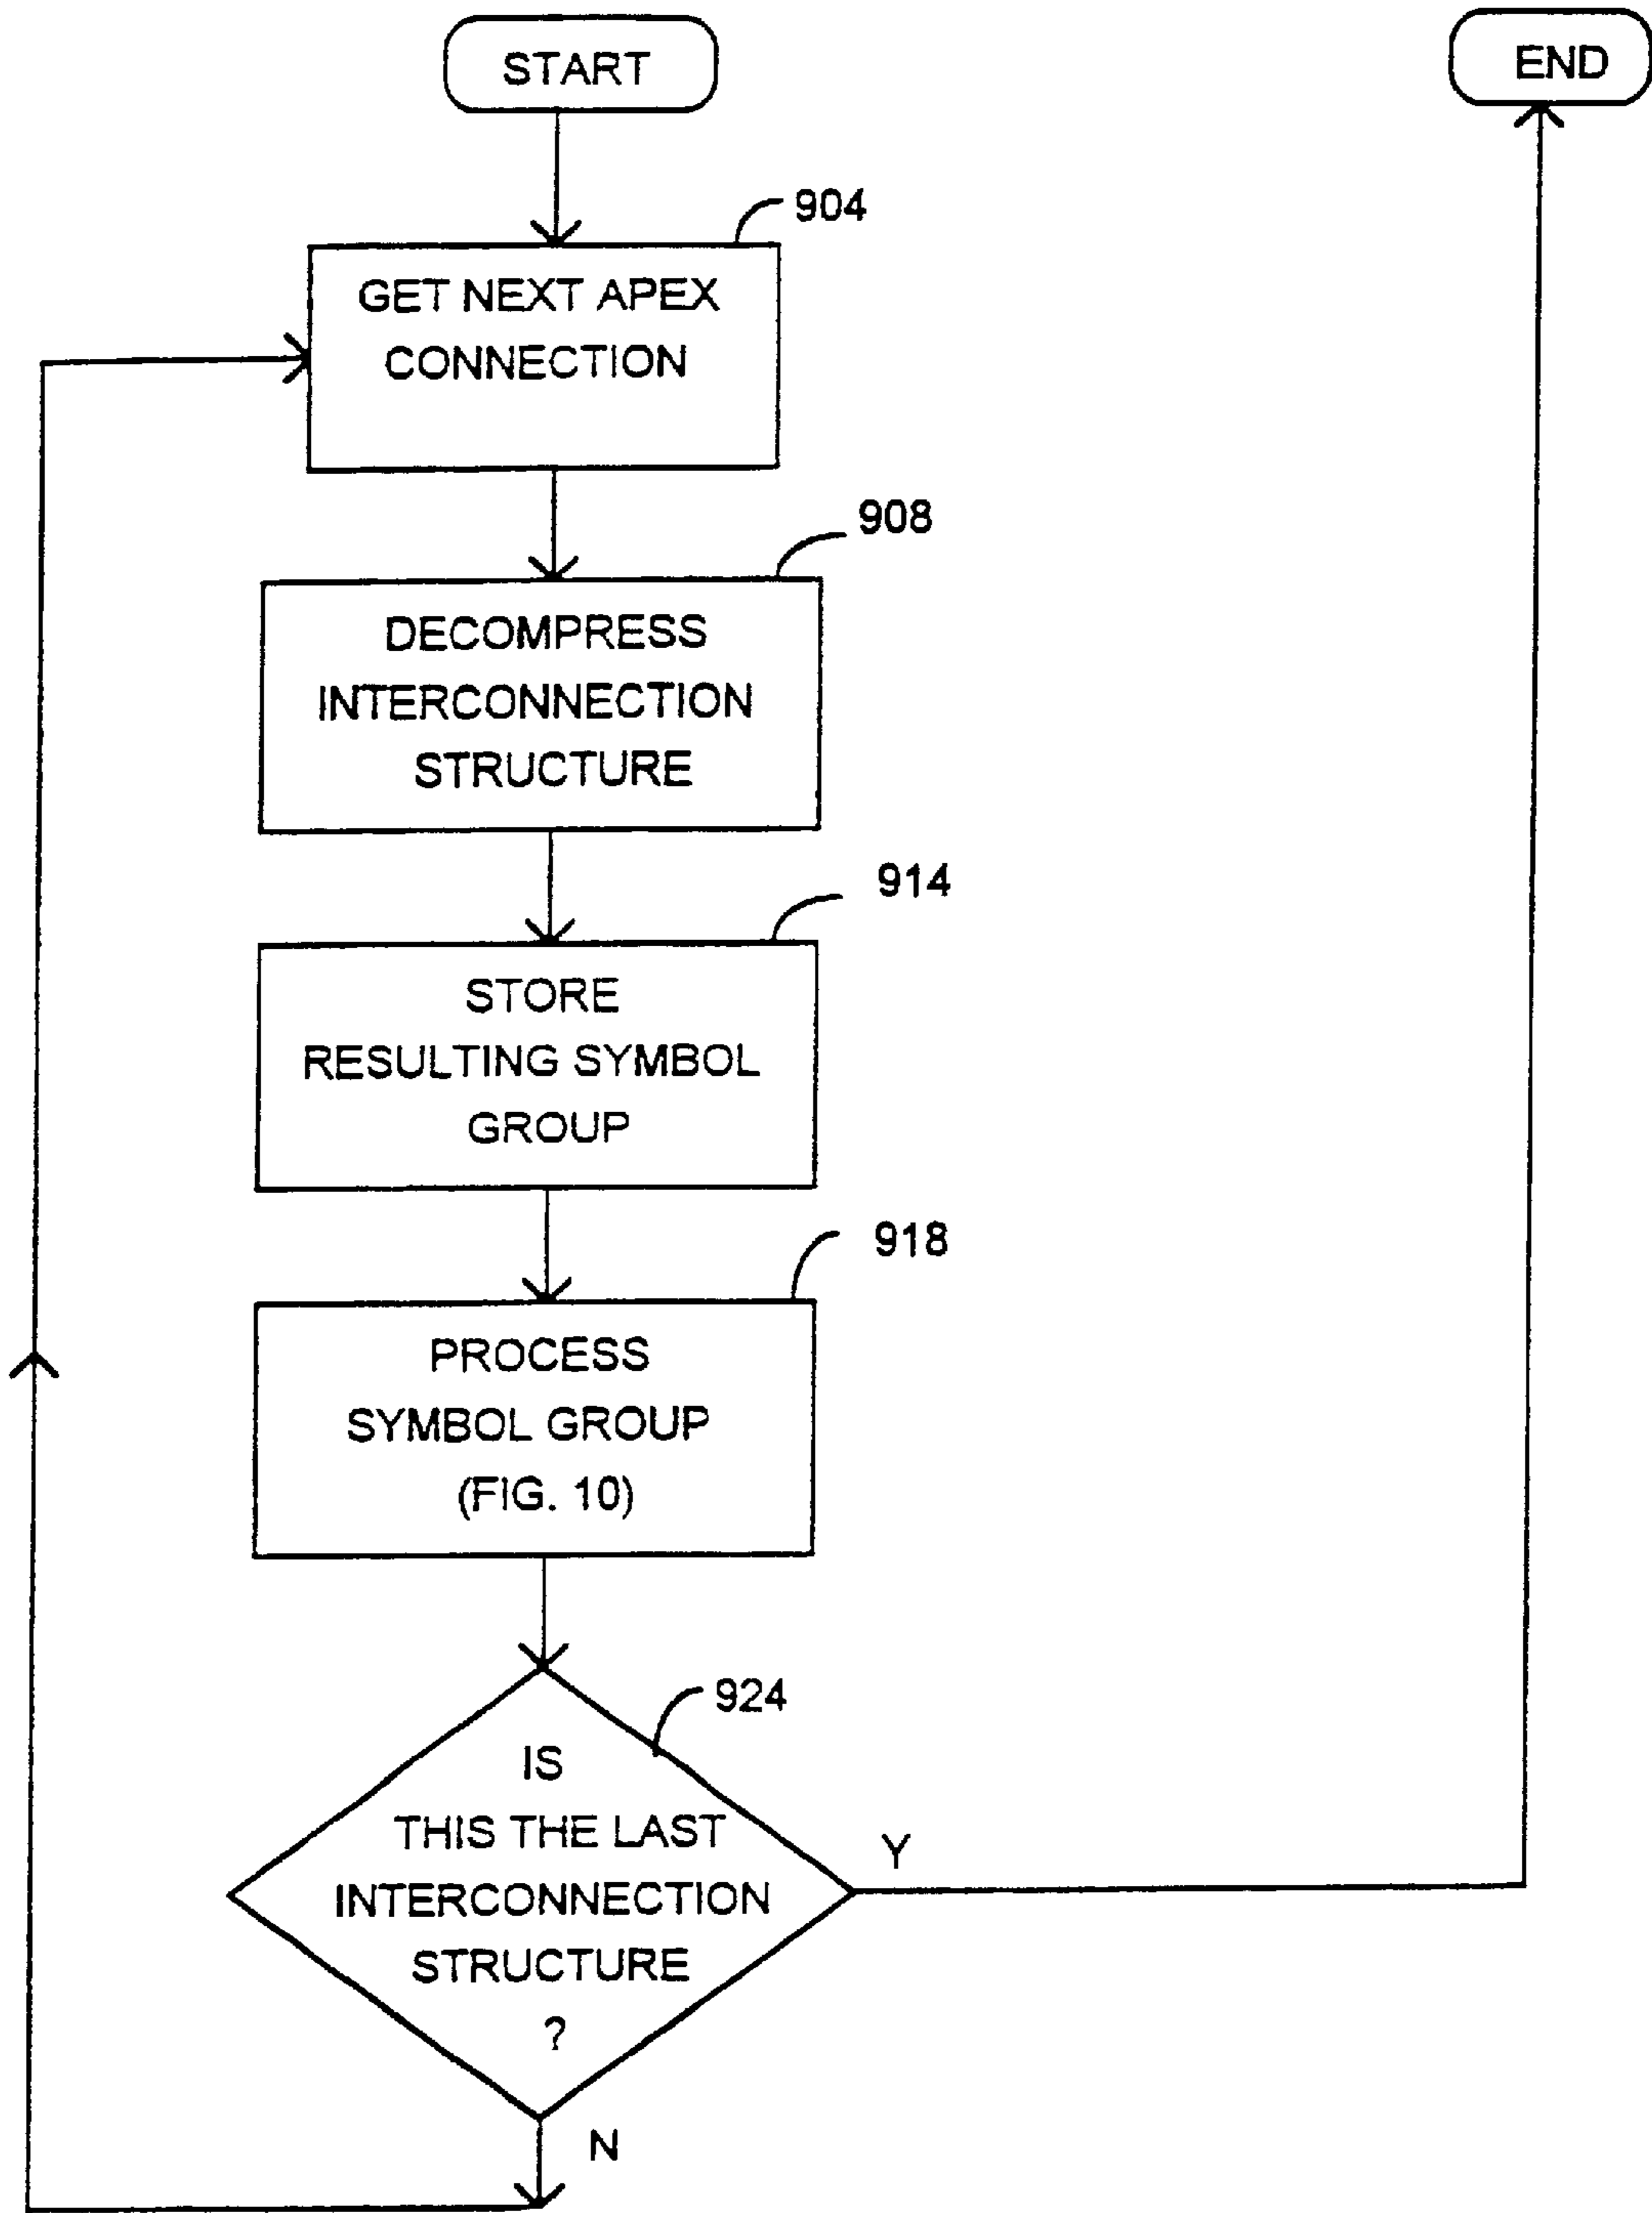 START
END
904
GET NEXT APEX
CONNECTION
908
DECOMPRESS
INTERCONNECTION
STRUCTURE
914
STORE
RESULTING SYMBOL
GROUP
918
PROCESS
SYMBOL GROUP
(FIG. 10)
924
IS
THIS THE LAST
INTERCONNECTION
STRUCTURE
?
Y
N